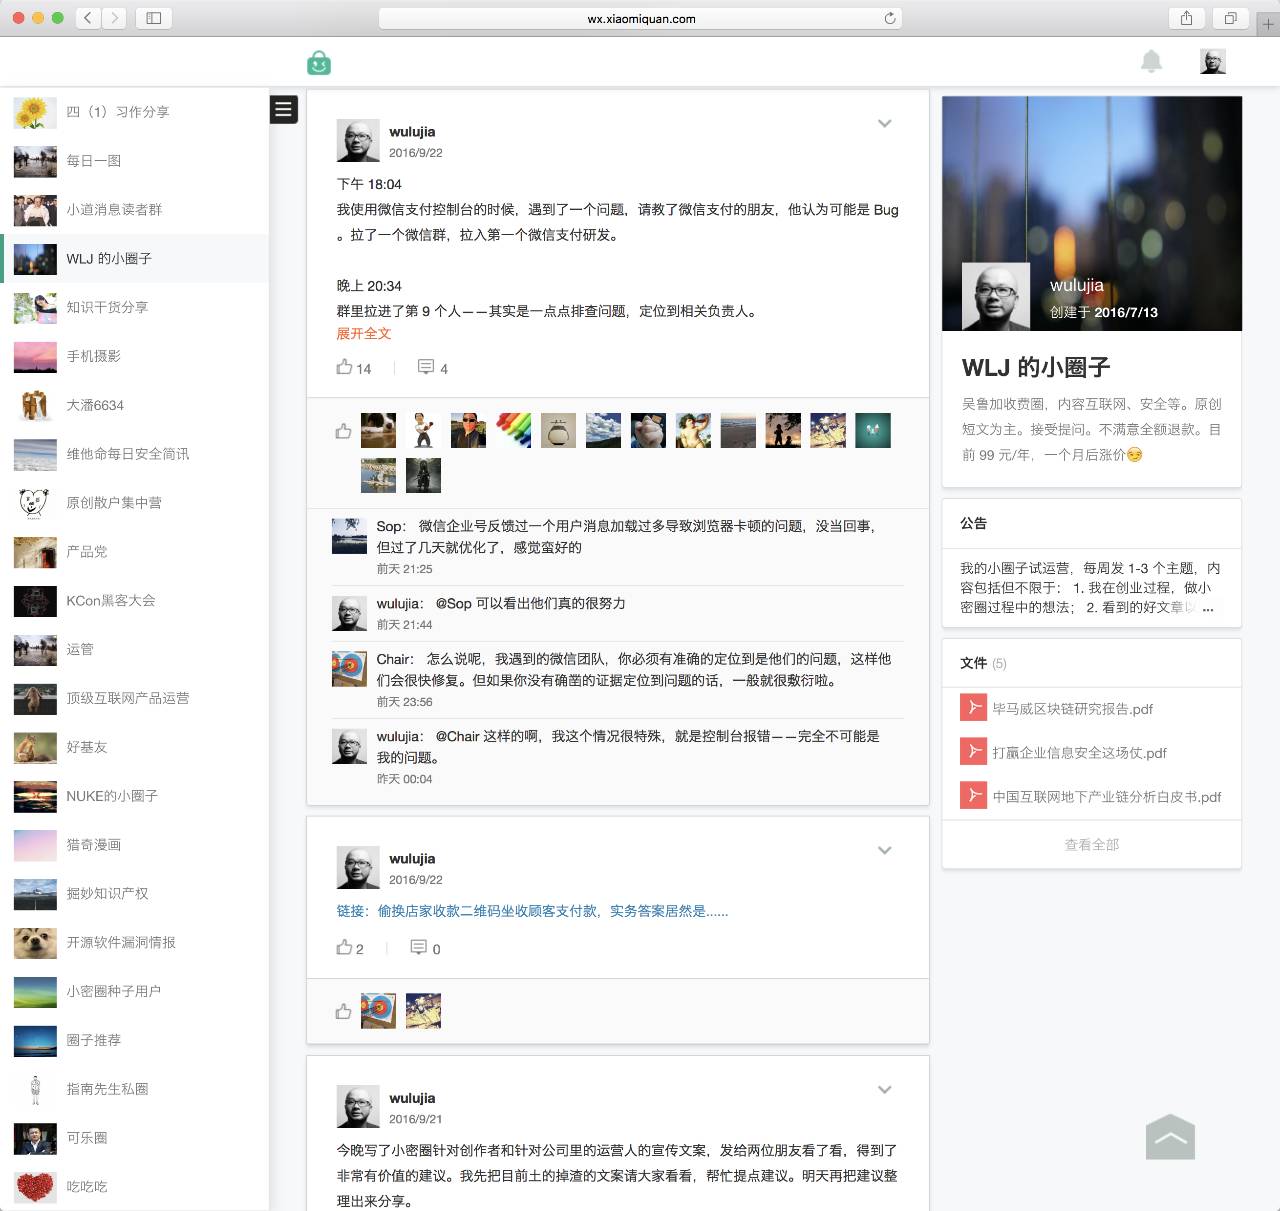 wx.xiaomiquan.com
四（1）习作分享
每日一图
小道消息读者群
WLJ 的小圈子
知识干货分享
手机摄影
大潘6634
维他命每日安全简讯
原创散户集中营
产品党
KCon黑客大会
运管
顶级互联网产品运营
好基友
NUKE的小圈子
猎奇漫画
掘妙知识产权
开源软件漏洞情报
小密圈种子用户
圈子推荐
指南先生私圈
可乐圈
吃吃吃
wulujia
2016/9/22
下午 18:04
我使用微信支付控制台的时候，遇到了一个问题，请教了微信支付的朋友，他认为可能是 Bug
。拉了一个微信群，拉入第一个微信支付研发。
晚上 20:34
群里拉进了第 9 个人——其实是一点点排查问题，定位到相关负责人。
展开全文
14
4
Sop： 微信企业号反馈过一个用户消息加载过多导致浏览器卡顿的问题，没当回事，
但过了几天就优化了，感觉蛮好的
前天 21:25
wulujia： @Sop 可以看出他们真的很努力
前天 21:44
Chair： 怎么说呢，我遇到的微信团队，你必须有准确的定位到是他们的问题，这样他
们会很快修复。但如果你没有确凿的证据定位到问题的话，一般就很敷衍啦。
前天 23:56
wulujia： @Chair 这样的啊，我这个情况很特殊，就是控制台报错——完全不可能是
我的问题。
昨天 00:04
wulujia
2016/9/22
链接：偷换店家收款二维码坐收顾客支付款，实务答案居然是......
2
0
wulujia
2016/9/21
今晚写了小密圈针对创作者和针对公司里的运营人的宣传文案，发给两位朋友看了看，得到了
非常有价值的建议。我先把目前土的掉渣的文案请大家看看，帮忙提点建议。明天再把建议整
理出来分享。
wulujia
创建于 2016/7/13
WLJ 的小圈子
吴鲁加收费圈，内容互联网、安全等。原创
短文为主。接受提问。不满意全额退款。目
前 99 元/年，一个月后涨价😏
公告
我的小圈子试运营，每周发 1-3 个主题，内
容包括但不限于： 1. 我在创业过程，做小
密圈过程中的想法； 2. 看到的好文章以 ...
文件 (5)
毕马威区块链研究报告.pdf
打赢企业信息安全这场仗.pdf
中国互联网地下产业链分析白皮书.pdf
查看全部